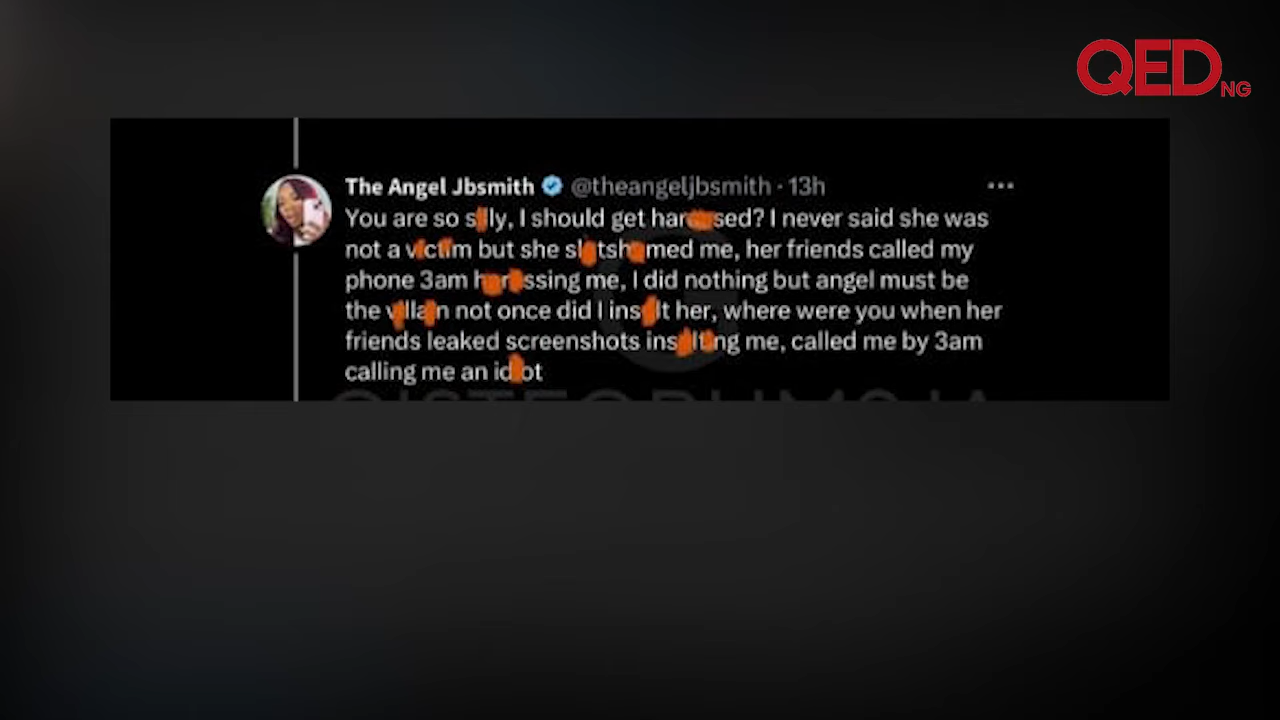 QED NG
The Angel Jbsmith @theangeljbsmith · 13h
You are so silly, I should get harassed? I never said she was
not a victim but she slutshamed me, her friends called my
phone 3am harassing me, I did nothing but angel must be
the villain not once did I insult her, where were you when her
friends leaked screenshots insulting me, called me by 3am
calling me an idiot